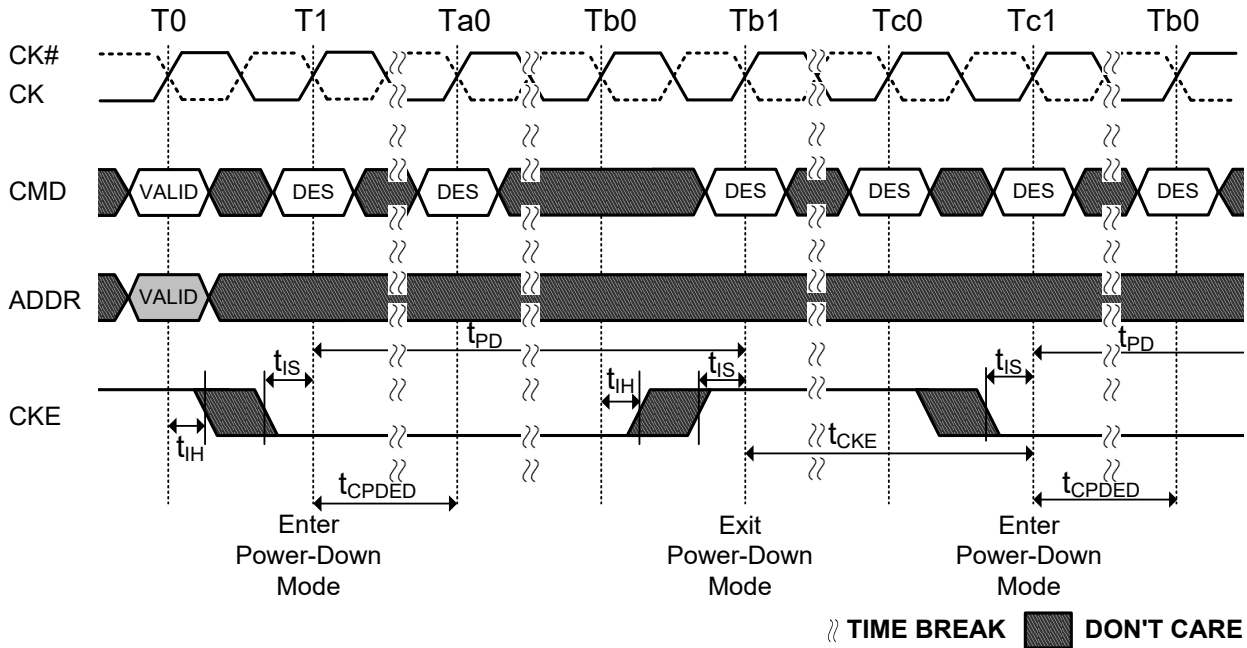 T0 T1 Ta0 Tb0 Tb1 Tc0 Tc1 Tb0
CK#
CK
CMD VALID DES DES DES DES DES DES
ADDR VALID
tPD tPD
tIS tIH tIS tIS
CKE
tIH tCKE
tCPDED tCPDED
Enter Power-Down Mode
Exit Power-Down Mode
Enter Power-Down Mode
TIME BREAK DON'T CARE